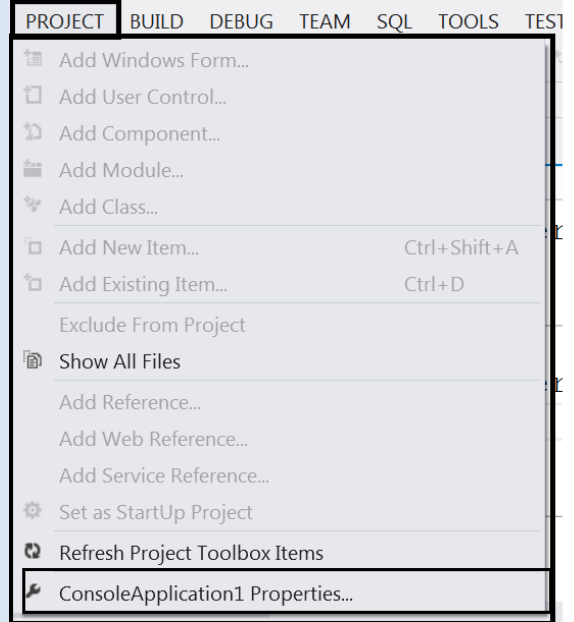 PROJECT BUILD DEBUG TEAM SQL TOOLS TEST
Add Windows Form...
Add User Control...
Add Component...
Add Module...
Add Class...
Add New Item... Ctrl+Shift+A
Add Existing Item... Ctrl+D
Exclude From Project
Show All Files
Add Reference...
Add Web Reference...
Add Service Reference...
Set as StartUp Project
Refresh Project Toolbox Items
ConsoleApplication1 Properties...